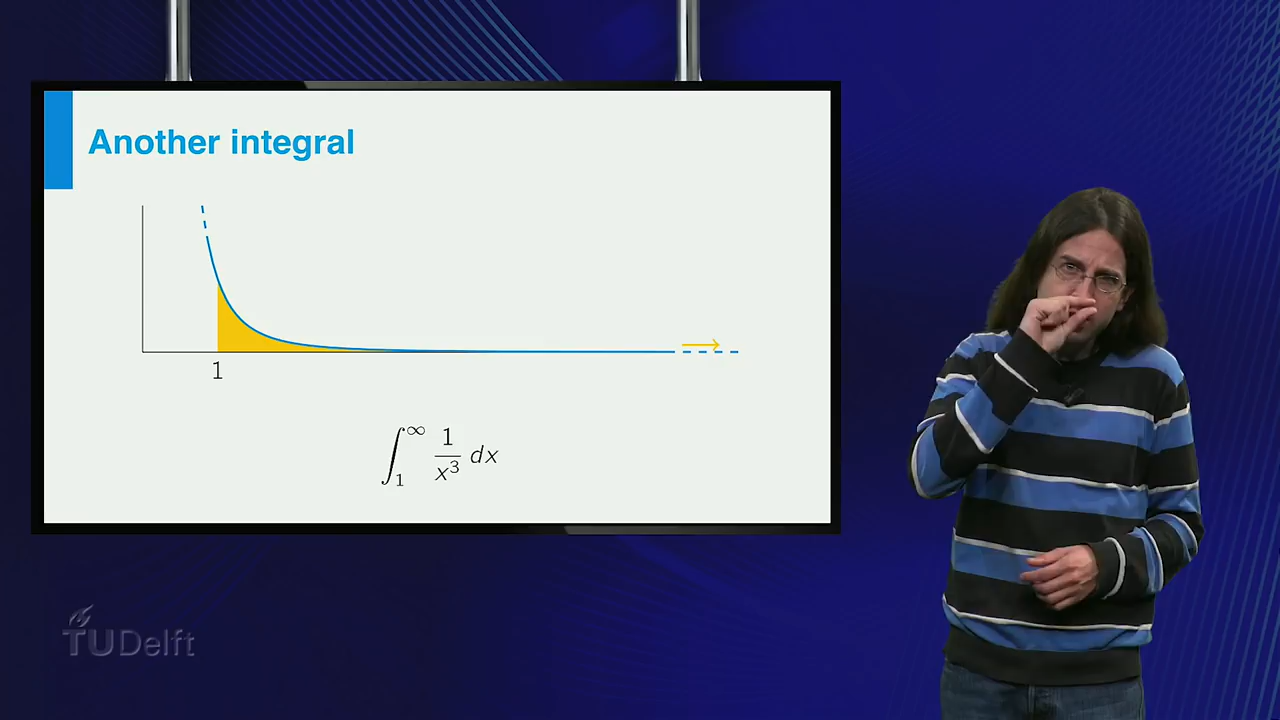 Another integral
1
∫₁^∞ 1/x³ dx
TUDelft